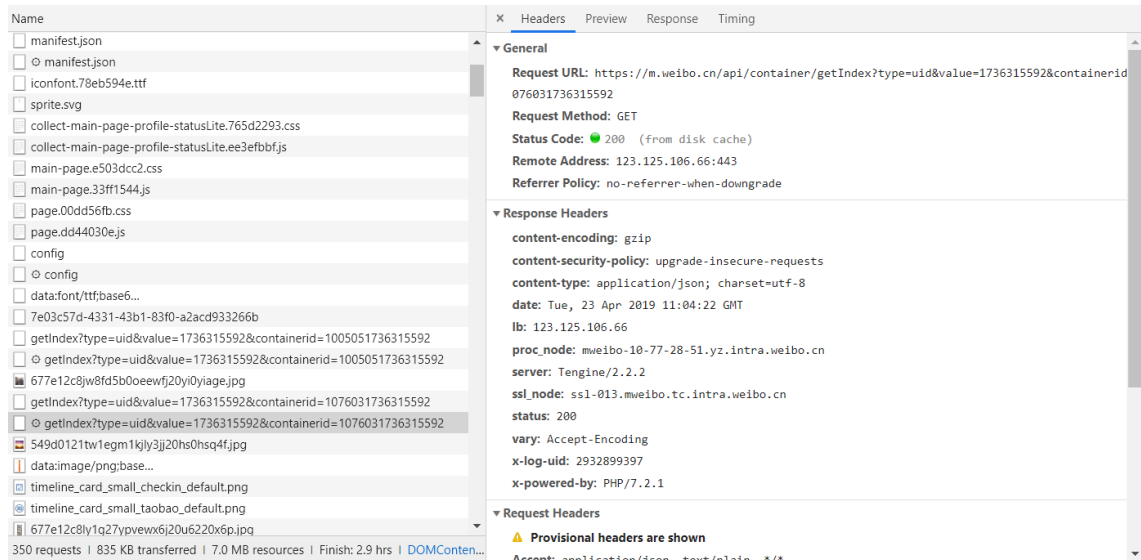 Name
manifest.json
manifest.json
iconfont.78eb594e.ttf
sprite.svg
collect-main-page-profile-statusLite.765d2293.css
collect-main-page-profile-statusLite.ee3efbbf.js
main-page.e503dcc2.css
main-page.33ff1544.js
page.00dd56fb.css
page.dd44030e.js
config
config
data:font/ttf;base6...
7e03c57d-4331-43b1-83f0-a2acd933266b
getIndex?type=uid&value=1736315592&containerid=1005051736315592
getIndex?type=uid&value=1736315592&containerid=1005051736315592
677e12c8jw8fd5b0oeewfj20yi0yiage.jpg
getIndex?type=uid&value=1736315592&containerid=1076031736315592
getIndex?type=uid&value=1736315592&containerid=1076031736315592
549d0121tw1egm1kjly3jj20hs0hsq4f.jpg
data:image/png;base...
timeline_card_small_checkin_default.png
timeline_card_small_taobao_default.png
677e12c8ly1g27ypvewx6j20u6220x6p.jpg
350 requests | 835 KB transferred | 7.0 MB resources | Finish: 2.9 hrs | DOMConten...
× Headers Preview Response Timing
General
Request URL: https://m.weibo.cn/api/container/getIndex?type=uid&value=1736315592&containerid
076031736315592
Request Method: GET
Status Code: 200 (from disk cache)
Remote Address: 123.125.106.66:443
Referrer Policy: no-referrer-when-downgrade
Response Headers
content-encoding: gzip
content-security-policy: upgrade-insecure-requests
content-type: application/json; charset=utf-8
date: Tue, 23 Apr 2019 11:04:22 GMT
lb: 123.125.106.66
proc_node: mweibo-10-77-28-51.yz.intra.weibo.cn
server: Tengine/2.2.2
ssl_node: ssl-013.mweibo.tc.intra.weibo.cn
status: 200
vary: Accept-Encoding
x-log-uid: 2932899397
x-powered-by: PHP/7.2.1
Request Headers
Provisional headers are shown
Accept: application/json, text/plain, */*